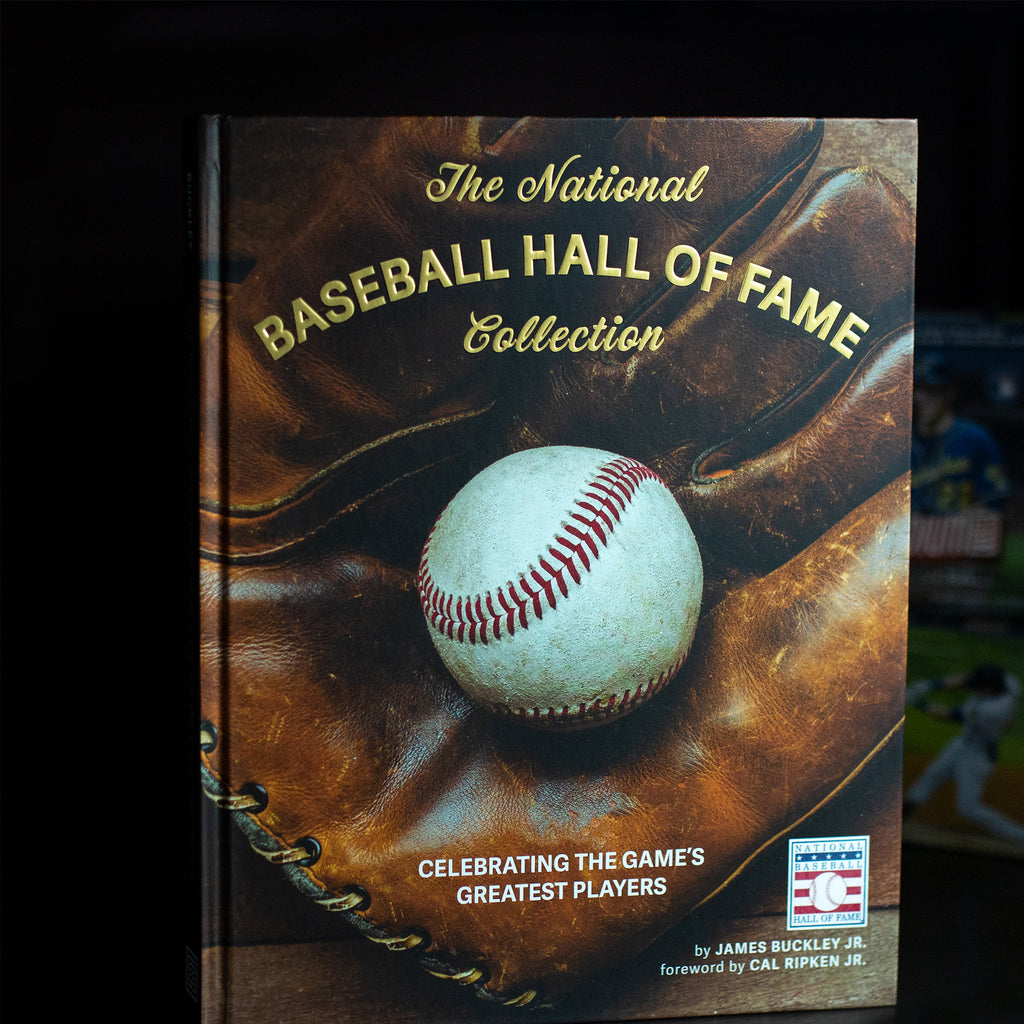 The National
BASEBALL HALL OF FAME
Collection
CELEBRATING THE GAME'S
GREATEST PLAYERS
NATIONAL
BASEBALL
HALL OF FAME
by JAMES BUCKLEY JR.
foreword by CAL RIPKEN JR.